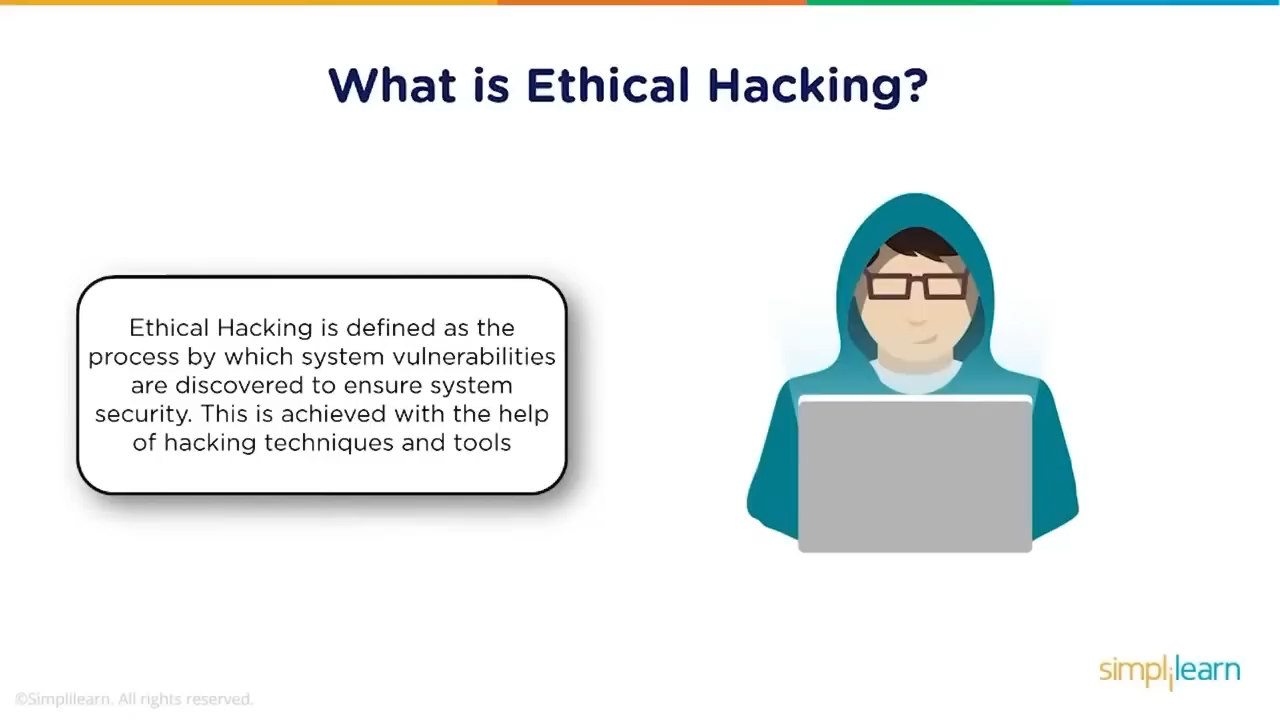 What is Ethical Hacking?
Ethical Hacking is defined as the
process by which system vulnerabilities
are discovered to ensure system
security. This is achieved with the help
of hacking techniques and tools
simplilearn
©Simplilearn. All rights reserved.